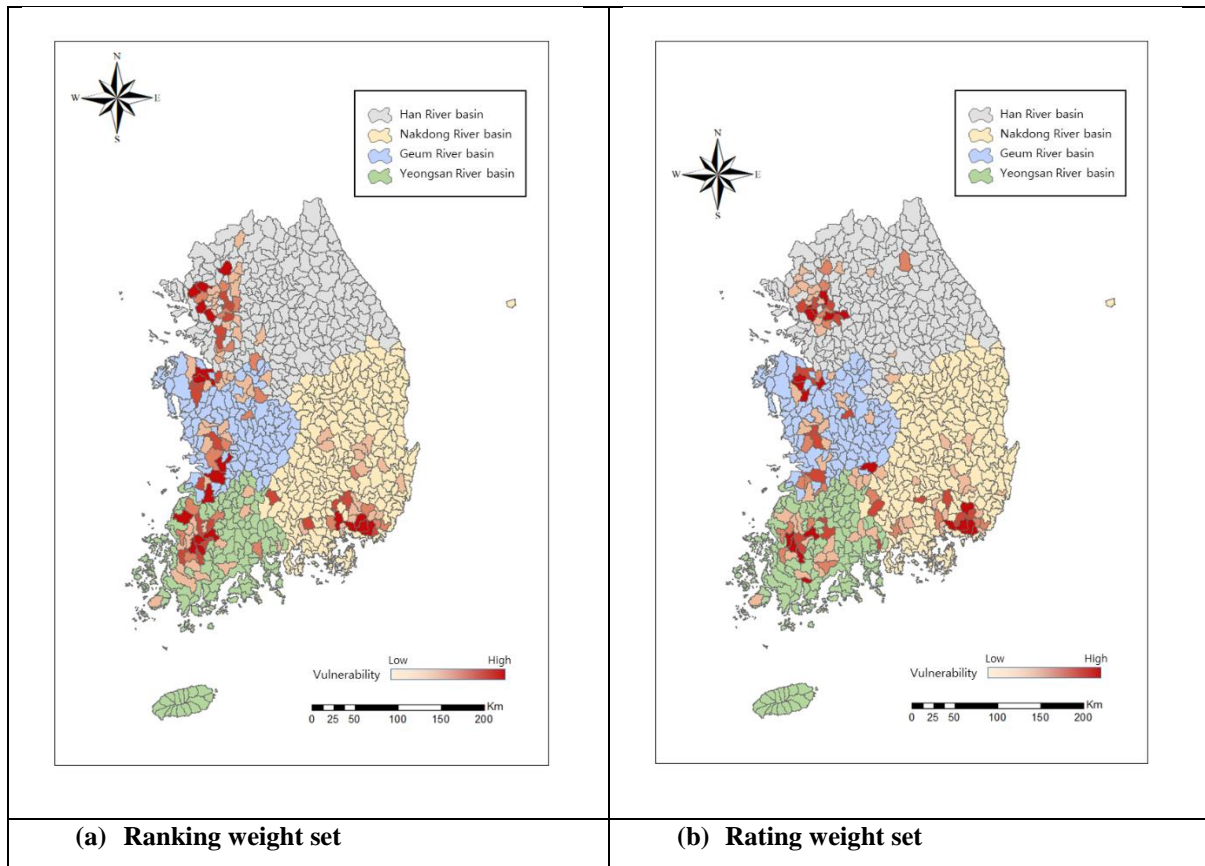 N
W E
S
Han River basin
Nakdong River basin
Geum River basin
Yeongsan River basin
Low High
Vulnerability
Km
0 25 50 100 150 200
(a) Ranking weight set
N
W E
S
Han River basin
Nakdong River basin
Geum River basin
Yeongsan River basin
Low High
Vulnerability
Km
0 25 50 100 150 200
(b) Rating weight set